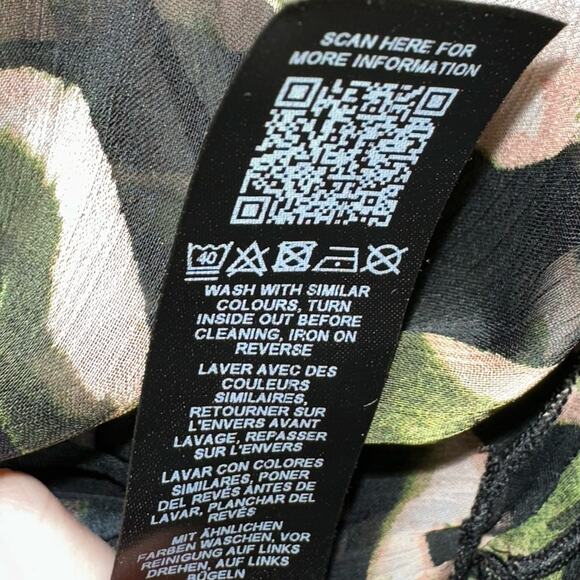 SCAN HERE FOR
MORE INFORMATION
40
WASH WITH SIMILAR
COLOURS, TURN
INSIDE OUT BEFORE
CLEANING, IRON ON
REVERSE
LAVER AVEC DES
COULEURS
SIMILAIRES,
RETOURNER SUR
L'ENVERS AVANT
LAVAGE, REPASSER
SUR L'ENVERS
LAVAR CON COLORES
SIMILARES, PONER
DEL REVÉS ANTES DE
LAVAR, PLANCHAR DEL
REVÉS
MIT ÄHNLICHEN
FARBEN WASCHEN, VOR
REINIGUNG AUF LINKS
DREHEN, AUF LINKS
BÜGELN